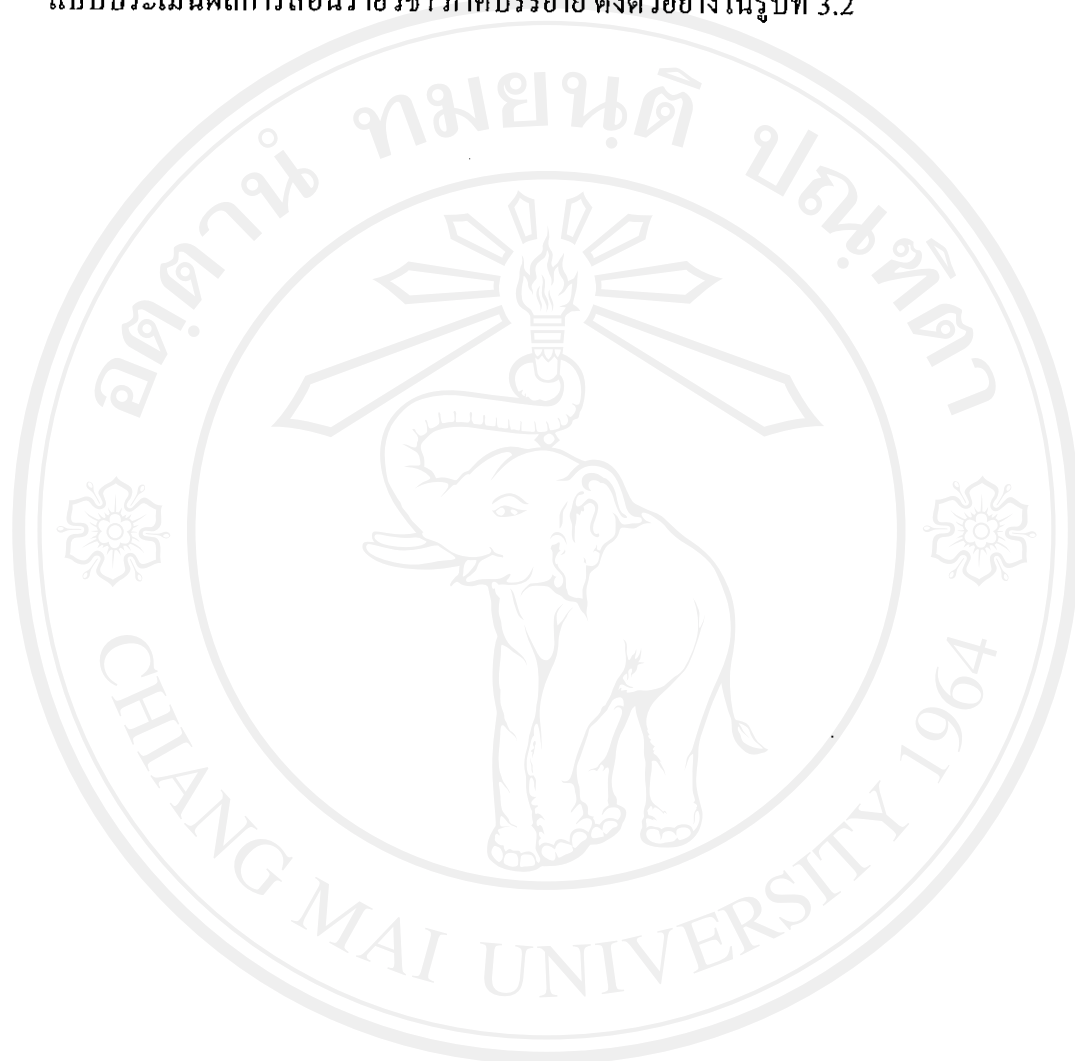 แบบประเมินผลการสอนรายวิชา ภาคบรรยาย ดังตัวอย่างในรูปที่ 3.2
อตฺตานํ ทมยนฺติ ปณฺฑิตา
CHIANG MAI UNIVERSITY 1964